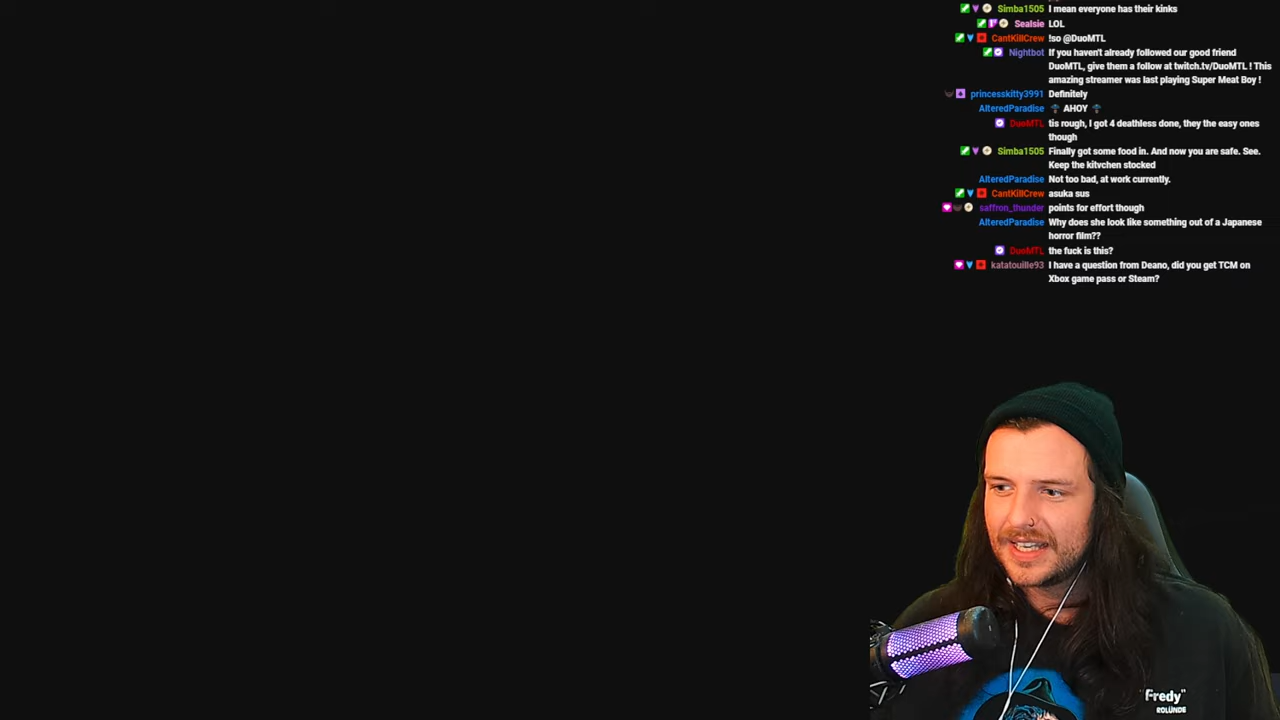 Simba1505 I mean everyone has their kinks
Sealsie LOL
CantKillCrew !so @DuoMTL
Nightbot If you haven't already followed our good friend
DuoMTL, give them a follow at twitch.tv/DuoMTL ! This
amazing streamer was last playing Super Meat Boy !
princesskitty3991 Definitely
AlteredParadise AHOY
DuoMTL tis rough, I got 4 deathless done, they the easy ones
though
Simba1505 Finally got some food in. And now you are safe. See.
Keep the kitvchen stocked
AlteredParadise Not too bad, at work currently.
CantKillCrew asuka sus
saffron_thunder points for effort though
AlteredParadise Why does she look like something out of a Japanese
horror film??
DuoMTL the fuck is this?
katatouille93 I have a question from Deano, did you get TCM on
Xbox game pass or Steam?
"Fredy"
ROLÜNDE